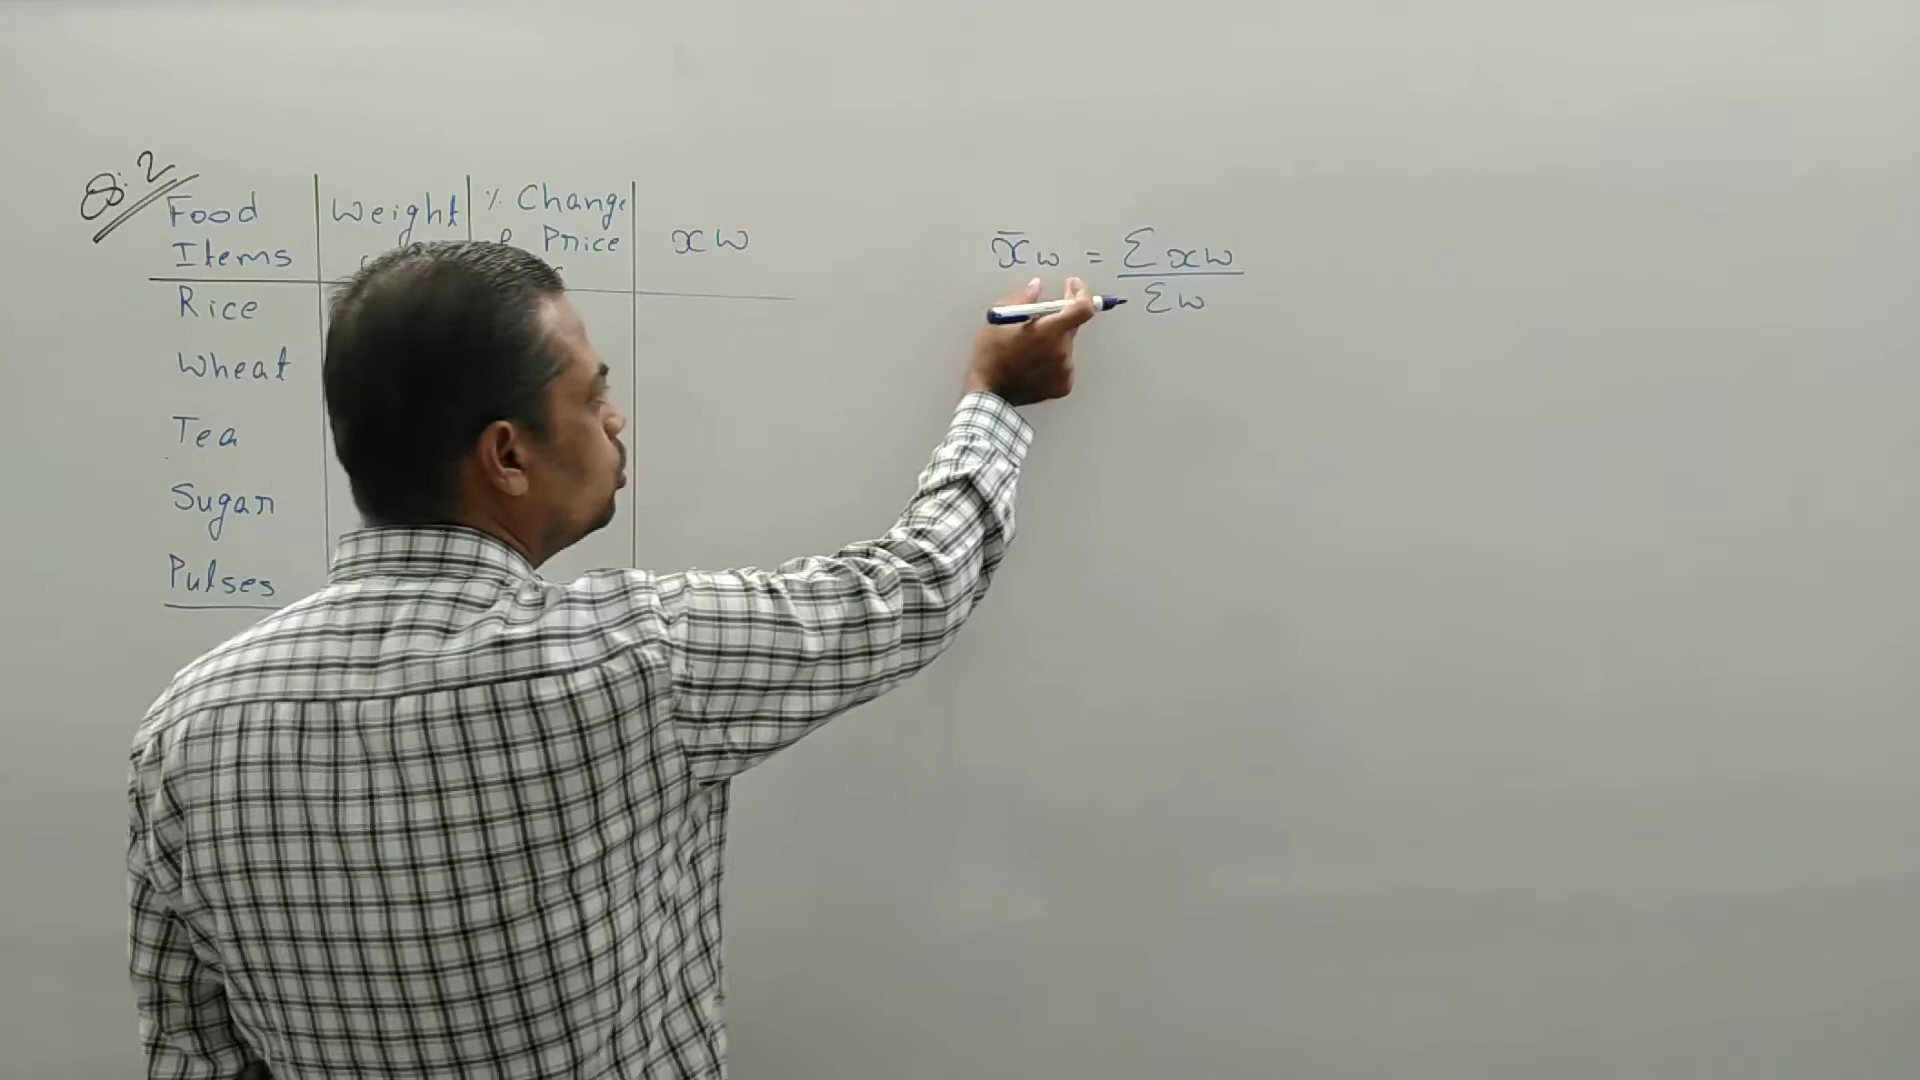 Q:2
Food Items | Weight | % Change Price | xw
Rice
Wheat
Tea
Sugar
Pulses
x̄w = Σxw / Σw